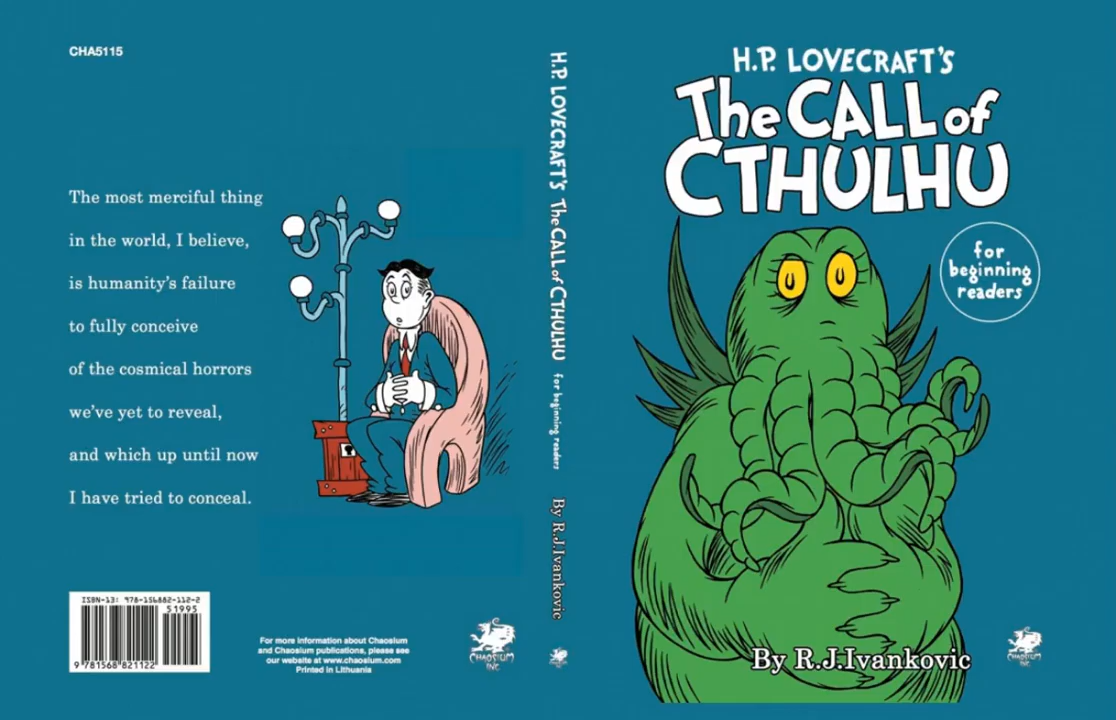 CHA5115
The most merciful thing
in the world, I believe,
is humanity's failure
to fully conceive
of the cosmical horrors
we've yet to reveal,
and which up until now
I have tried to conceal.
ISBN-13: 978-156882-112-2
51995
9 781568 821122
For more information about Chaosium
and Chaosium publications, please see
our website at www.chaosium.com
Printed in Lithuania
CHAOSIUM
INC
H.P. LOVECRAFT'S The CALL of CTHULHU for beginning readers By R.J.Ivankovic
H.P. LOVECRAFT'S
The CALL of
CTHULHU
for
beginning
readers
By R.J.Ivankovic
CHAOSIUM
INC